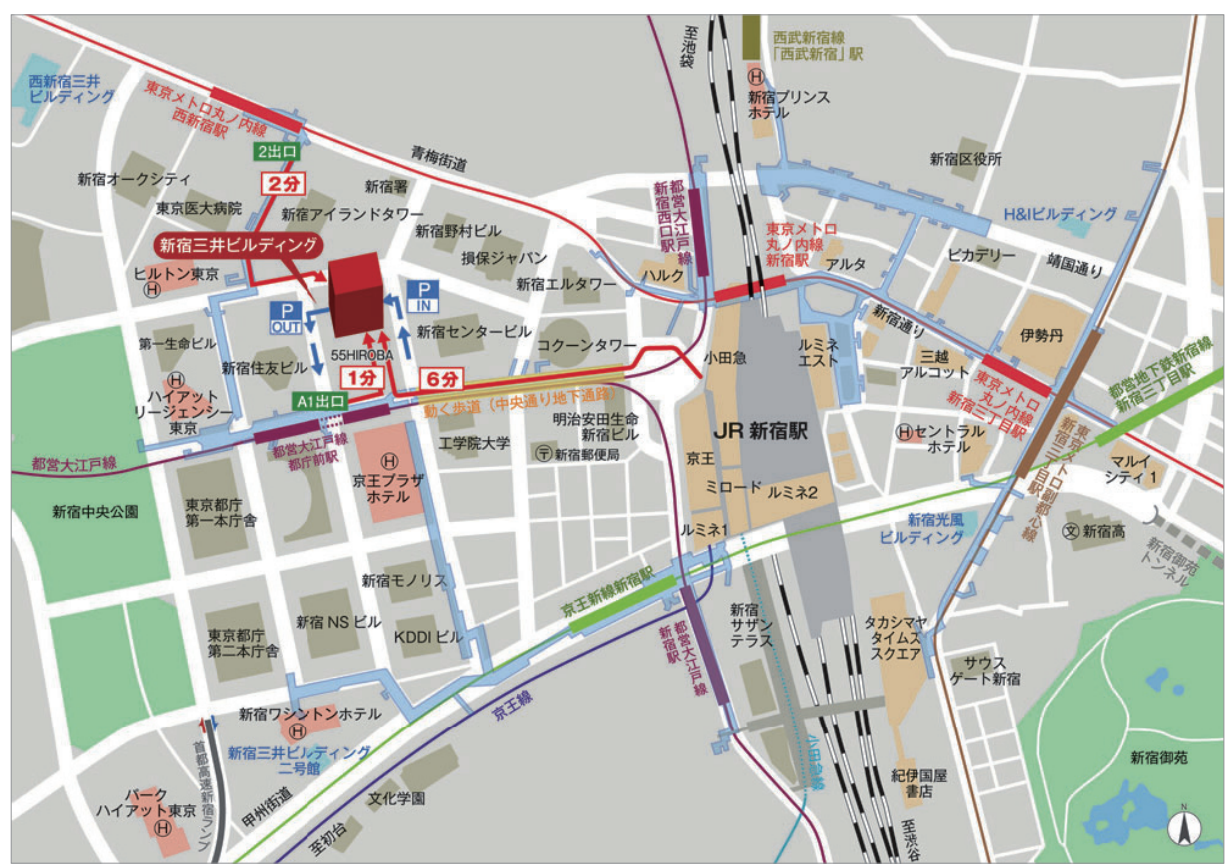 至池袋
西武新宿線
「西武新宿」駅
H
新宿プリンス
ホテル
西新宿三井
ビルディング
東京メトロ丸ノ内線
西新宿駅
2出口
2分
青梅街道
新宿区役所
新宿オークシティ
新宿署
東京医大病院
新宿アイランドタワー
都営大江戸線
新宿西口駅
H&Iビルディング
新宿三井ビルディング
新宿野村ビル
損保ジャパン
東京メトロ
丸ノ内線
新宿駅
アルタ
ピカデリー
靖国通り
ヒルトン東京
H
ハルク
新宿エルタワー
P
IN
P
OUT
新宿通り
伊勢丹
第一生命ビル
新宿センタービル
コクーンタワー
小田急
ルミネ
エスト
三越
アルコット
55HIROBA
新宿住友ビル
1分
6分
A1出口
H
ハイアット
リージェンシー
東京
動く歩道（中央通り地下通路）
東京メトロ
丸ノ内線
新宿三丁目駅
都営地下鉄新宿線
新宿三丁目駅
東京メトロ副都心線
新宿三丁目駅
都営大江戸線
都庁前駅
明治安田生命
新宿ビル
JR 新宿駅
工学院大学
〒新宿郵便局
Hセントラル
ホテル
都営大江戸線
H
京王プラザ
ホテル
京王
ミロード
ルミネ2
マルイ
シティ1
新宿中央公園
東京都庁
第一本庁舎
ルミネ1
新宿光風
ビルディング
文 新宿高
新宿御苑
トンネル
新宿モノリス
京王新線新宿駅
新宿NSビル
KDDIビル
新宿
サザン
テラス
タカシマヤ
タイムズ
スクエア
東京都庁
第二本庁舎
都営大江戸線
新宿駅
サウス
ゲート新宿
新宿ワシントンホテル
H
京王線
新宿三井ビルディング
二号館
首都高速新宿ランプ
小田急線
新宿御苑
パーク
ハイアット東京
H
甲州街道
文化学園
紀伊国屋
書店
至初台
至渋谷
N